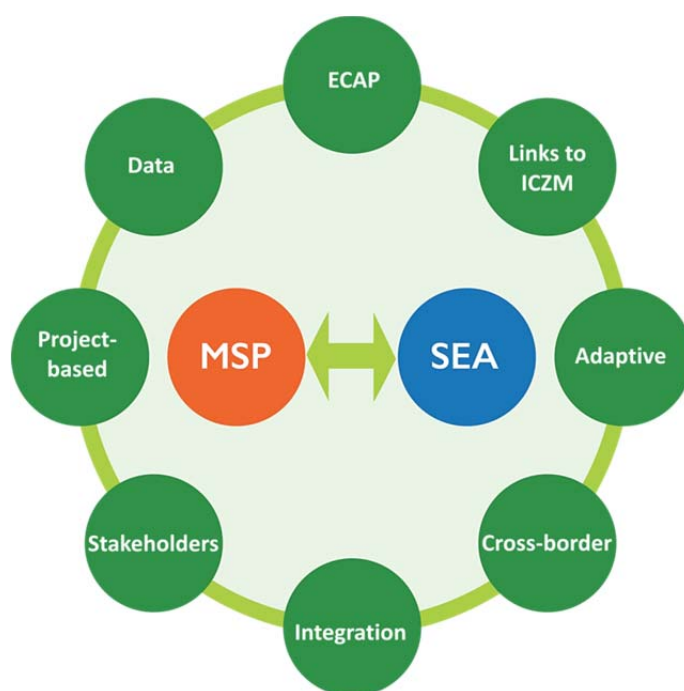 ECAP
Data
Links to
ICZM
Project-
based
MSP
SEA
Adaptive
Stakeholders
Cross-border
Integration